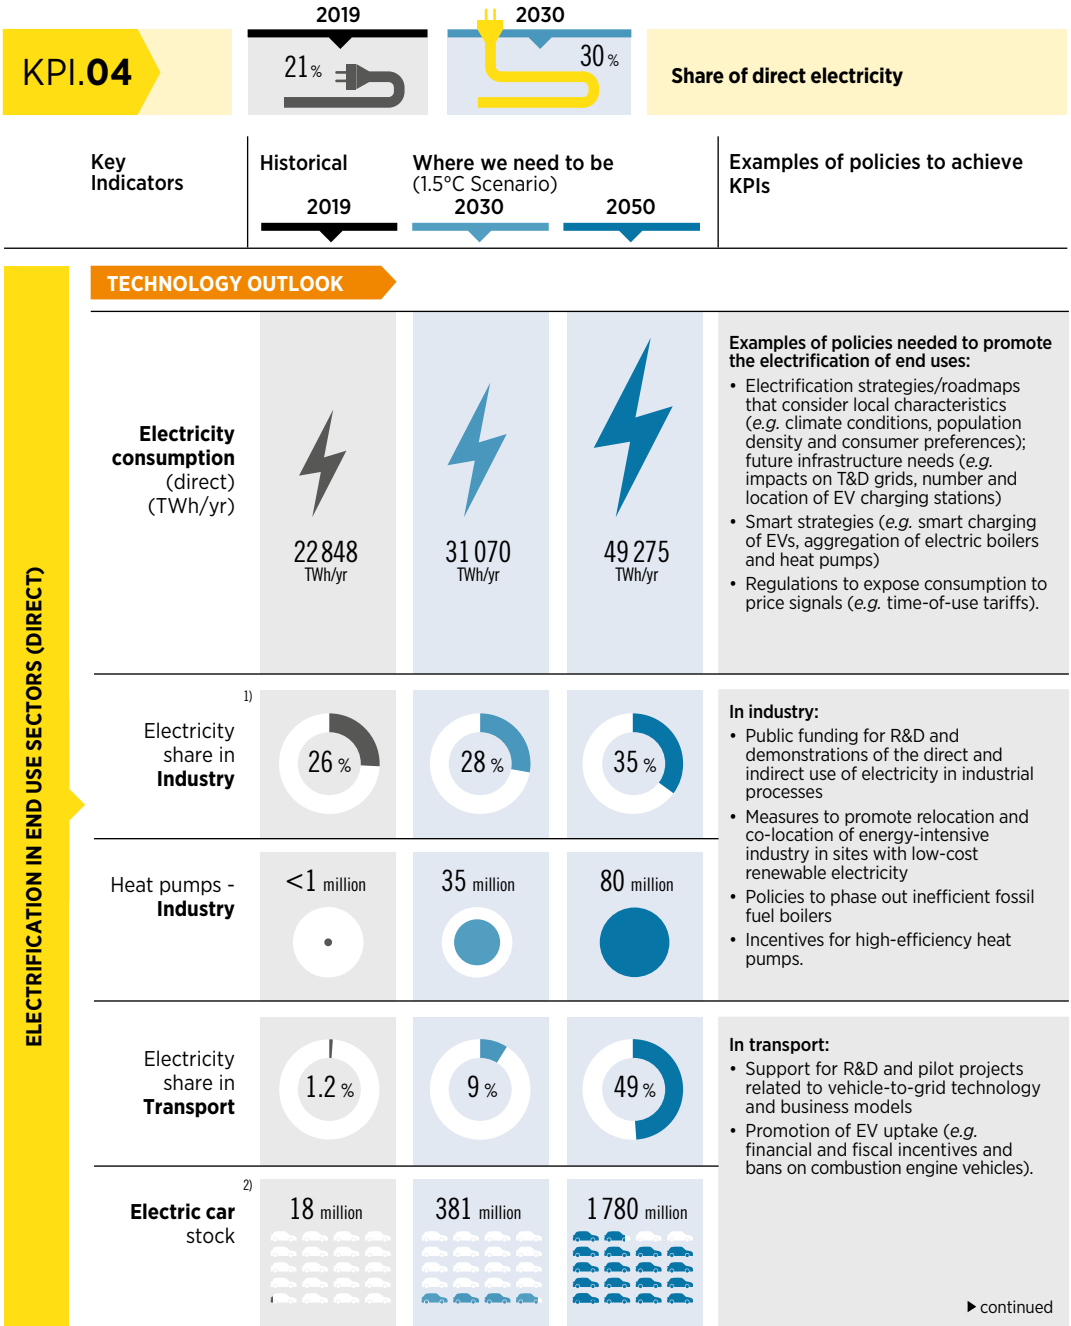 KPI.04
2019
21 %
2030
30 %
Share of direct electricity
Key
Indicators
Historical
2019
Where we need to be
(1.5°C Scenario)
2030
2050
Examples of policies to achieve
KPIs
ELECTRIFICATION IN END USE SECTORS (DIRECT)
TECHNOLOGY OUTLOOK
Electricity
consumption
(direct)
(TWh/yr)
22 848
TWh/yr
31 070
TWh/yr
49 275
TWh/yr
Examples of policies needed to promote
the electrification of end uses:
• Electrification strategies/roadmaps
that consider local characteristics
(e.g. climate conditions, population
density and consumer preferences);
future infrastructure needs (e.g.
impacts on T&D grids, number and
location of EV charging stations)
• Smart strategies (e.g. smart charging
of EVs, aggregation of electric boilers
and heat pumps)
• Regulations to expose consumption to
price signals (e.g. time-of-use tariffs).
1)
Electricity
share in
Industry
26 %
28 %
35 %
In industry:
• Public funding for R&D and
demonstrations of the direct and
indirect use of electricity in industrial
processes
• Measures to promote relocation and
co-location of energy-intensive
industry in sites with low-cost
renewable electricity
• Policies to phase out inefficient fossil
fuel boilers
• Incentives for high-efficiency heat
pumps.
Heat pumps -
Industry
<1 million
35 million
80 million
Electricity
share in
Transport
1.2 %
9 %
49 %
In transport:
• Support for R&D and pilot projects
related to vehicle-to-grid technology
and business models
• Promotion of EV uptake (e.g.
financial and fiscal incentives and
bans on combustion engine vehicles).
2)
Electric car
stock
18 million
381 million
1 780 million
continued